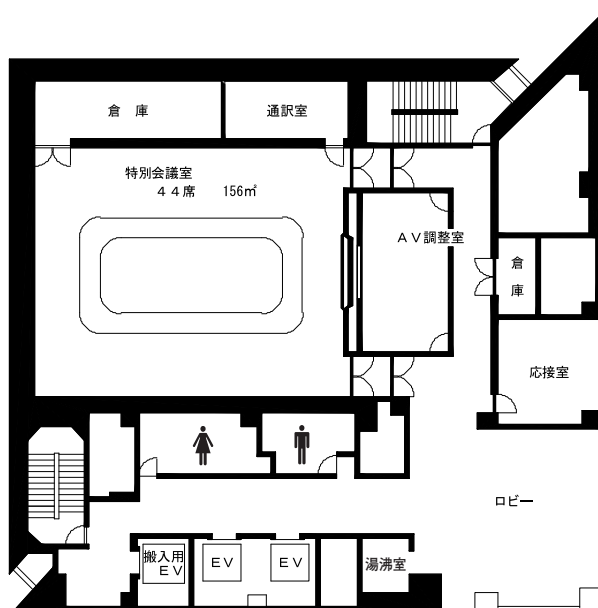 倉 庫
通訳室
特別会議室
４４席 156㎡
ＡＶ調整室
倉
庫
応接室
ロビー
搬入用
ＥＶ
ＥＶ
ＥＶ
湯沸室